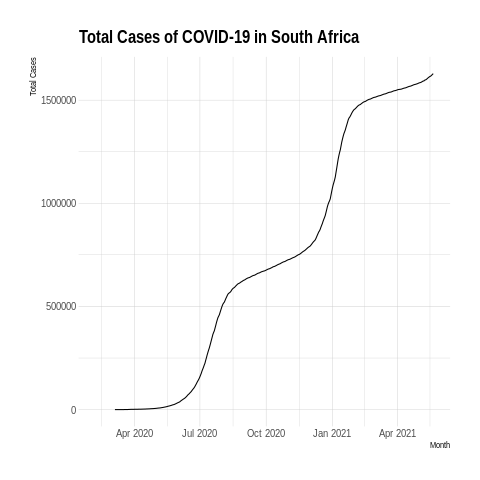 Total Cases of COVID-19 in South Africa
Total Cases
1500000
1000000
500000
0
Apr 2020 Jul 2020 Oct 2020 Jan 2021 Apr 2021
Month